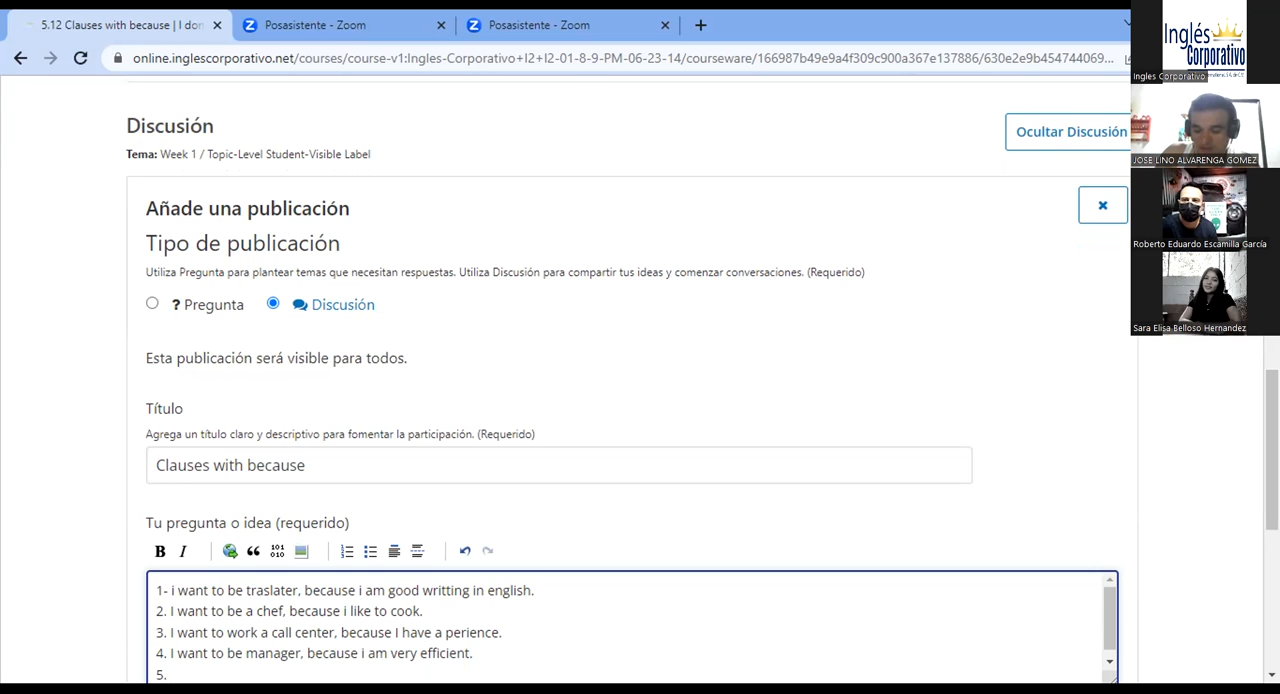 5.12 Clauses with because | I don
Posasistente - Zoom
Posasistente - Zoom
online.inglescorporativo.net/courses/course-v1:Ingles-Corporativo+I2+I2-01-8-9-PM-06-23-14/courseware/166987b49e9a4f309c900a367e137886/630e2e9b454744069...
Inglés
Corporativo
Ingles Corporativo
JOSE LINO ALVARENGA GOMEZ
Roberto Eduardo Escamilla García
Sara Elisa Belloso Hernandez
Discusión
Ocultar Discusión
Tema: Week 1 / Topic-Level Student-Visible Label
Añade una publicación
Tipo de publicación
Utiliza Pregunta para plantear temas que necesitan respuestas. Utiliza Discusión para compartir tus ideas y comenzar conversaciones. (Requerido)
? Pregunta
Discusión
Esta publicación será visible para todos.
Título
Agrega un título claro y descriptivo para fomentar la participación. (Requerido)
Clauses with because
Tu pregunta o idea (requerido)
B I
1- i want to be traslater, because i am good writting in english.
2. I want to be a chef, because i like to cook.
3. I want to work a call center, because I have a perience.
4. I want to be manager, because i am very efficient.
5.